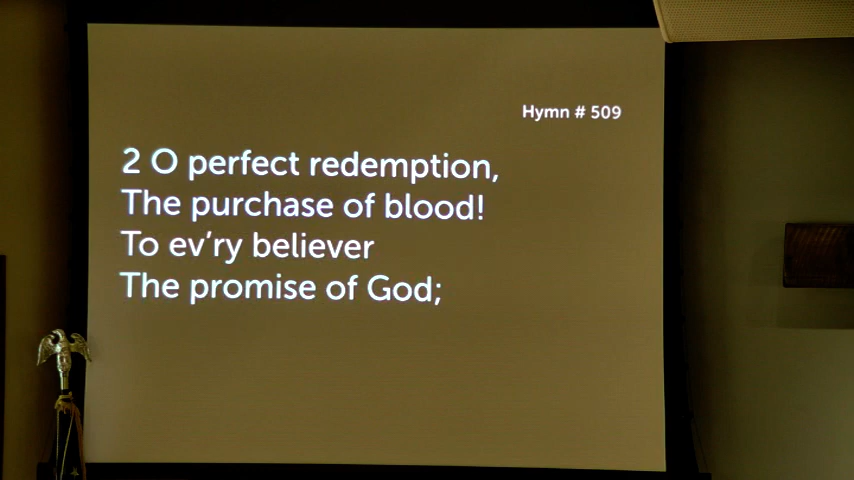 Hymn # 509
2 O perfect redemption,
The purchase of blood!
To ev’ry believer
The promise of God;